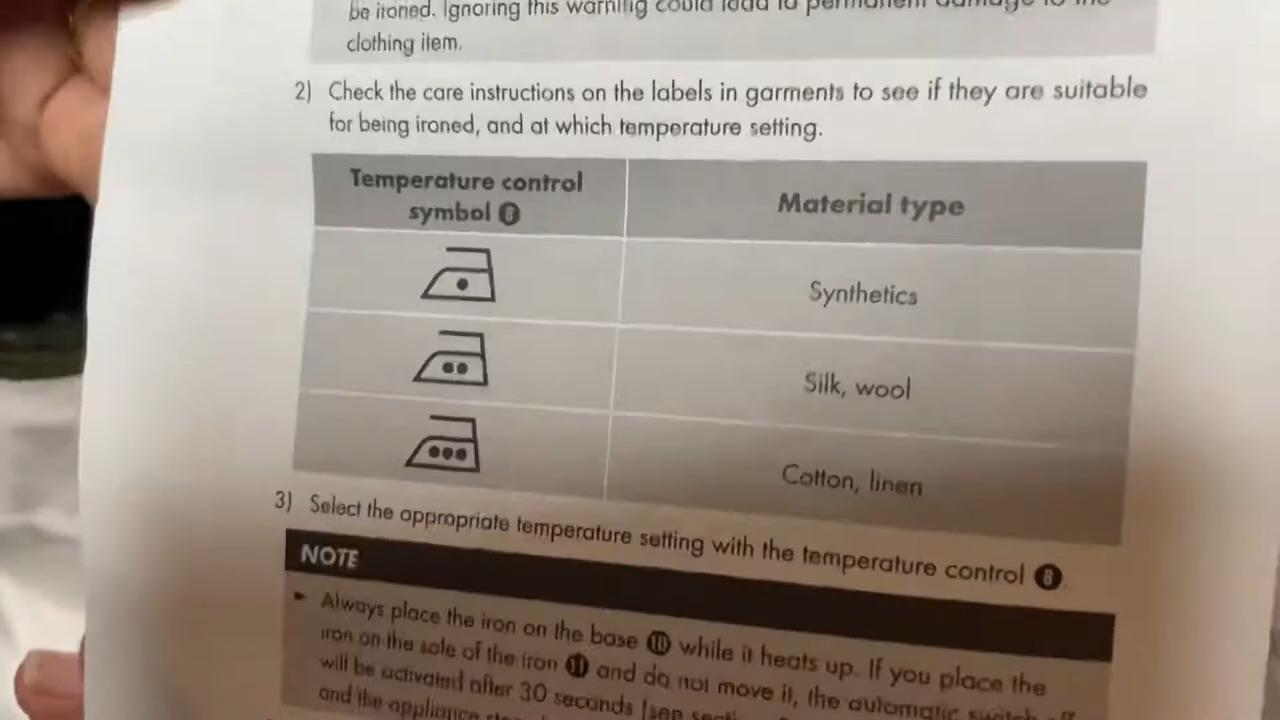 be ironed. Ignoring this warning could lead to permanent damage to the
clothing item.
2) Check the care instructions on the labels in garments to see if they are suitable
for being ironed, and at which temperature setting.
Temperature control
symbol 8
Material type
Synthetics
Silk, wool
Cotton, linen
3) Select the appropriate temperature setting with the temperature control 8.
NOTE
► Always place the iron on the base 10 while it heats up. If you place the
iron on the sole of the iron 11 and do not move it, the automatic switch-off
will be activated after 30 seconds (see
and the appliance